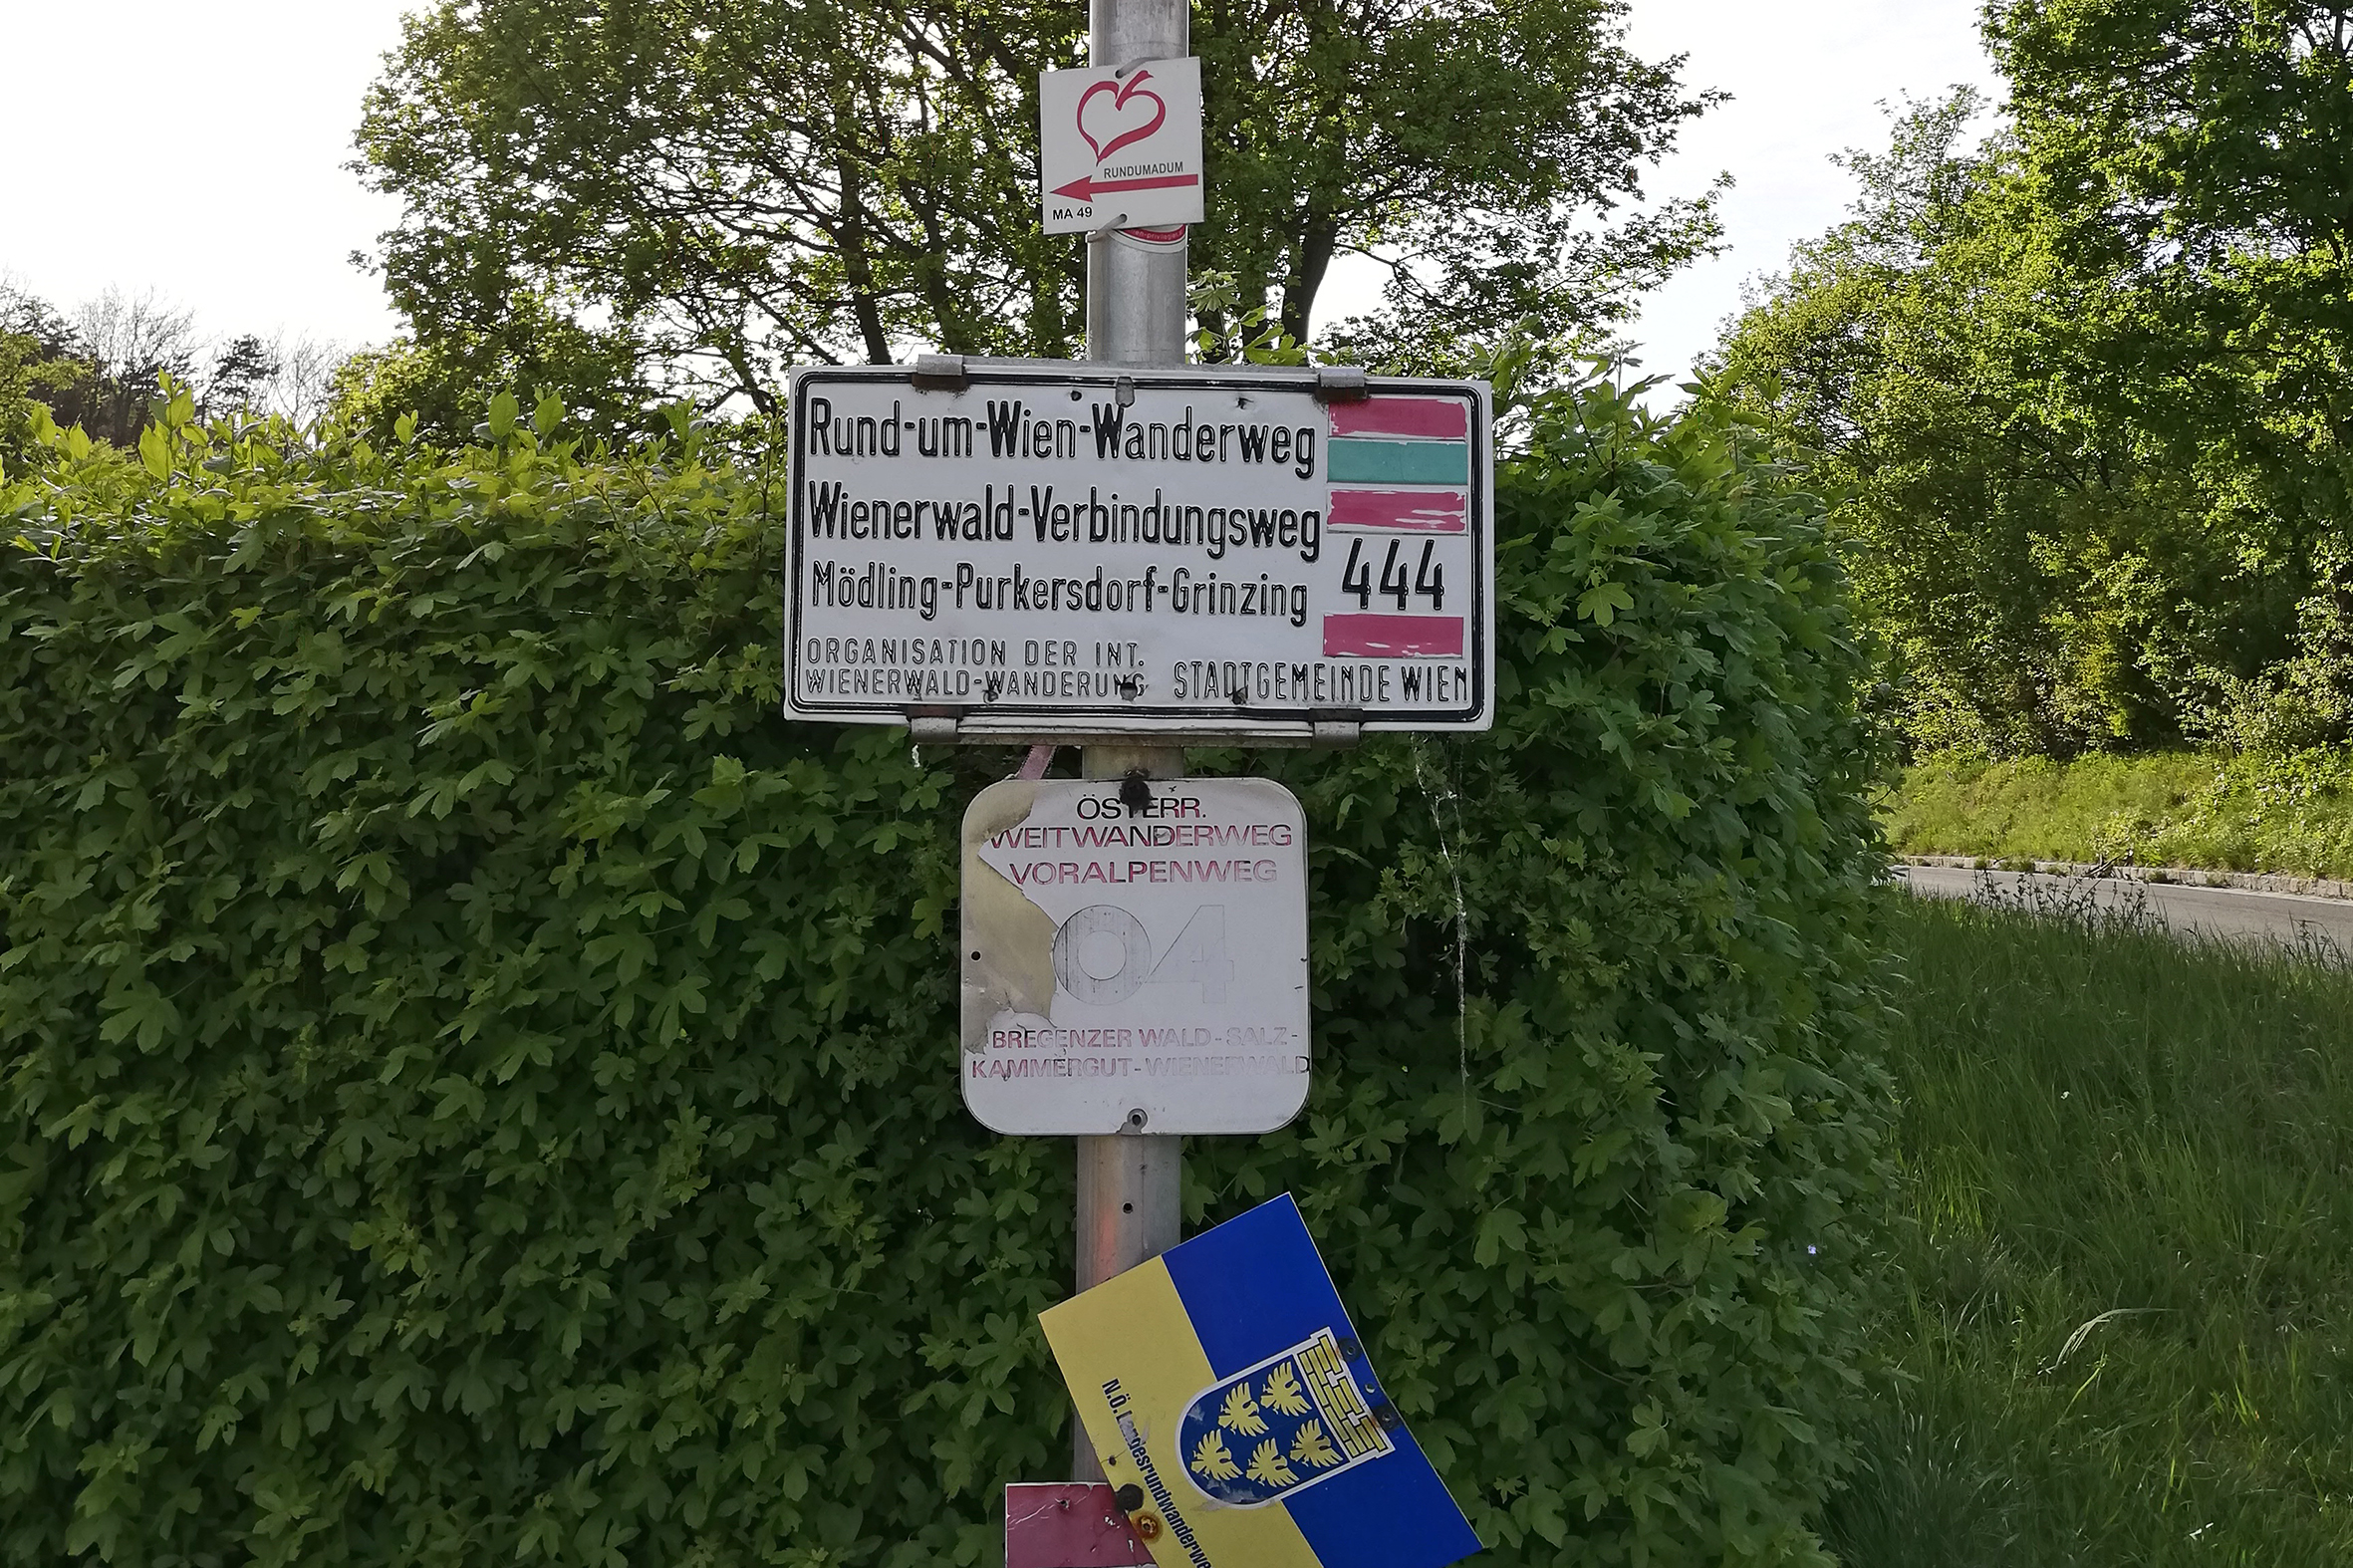 RUNDUMADUM
MA 49
Rund-um-Wien-Wanderweg
Wienerwald-Verbindungsweg
444
Mödling-Purkersdorf-Grinzing
ORGANISATION DER INT.
WIENERWALD-WANDERUNG
STADTGEMEINDE WIEN
ÖSTERR.
WEITWANDERWEG
VORALPENWEG
04
BREGENZER WALD-SALZ-
KAMMERGUT-WIENERWALD
N.Ö. Landesrundwanderwe